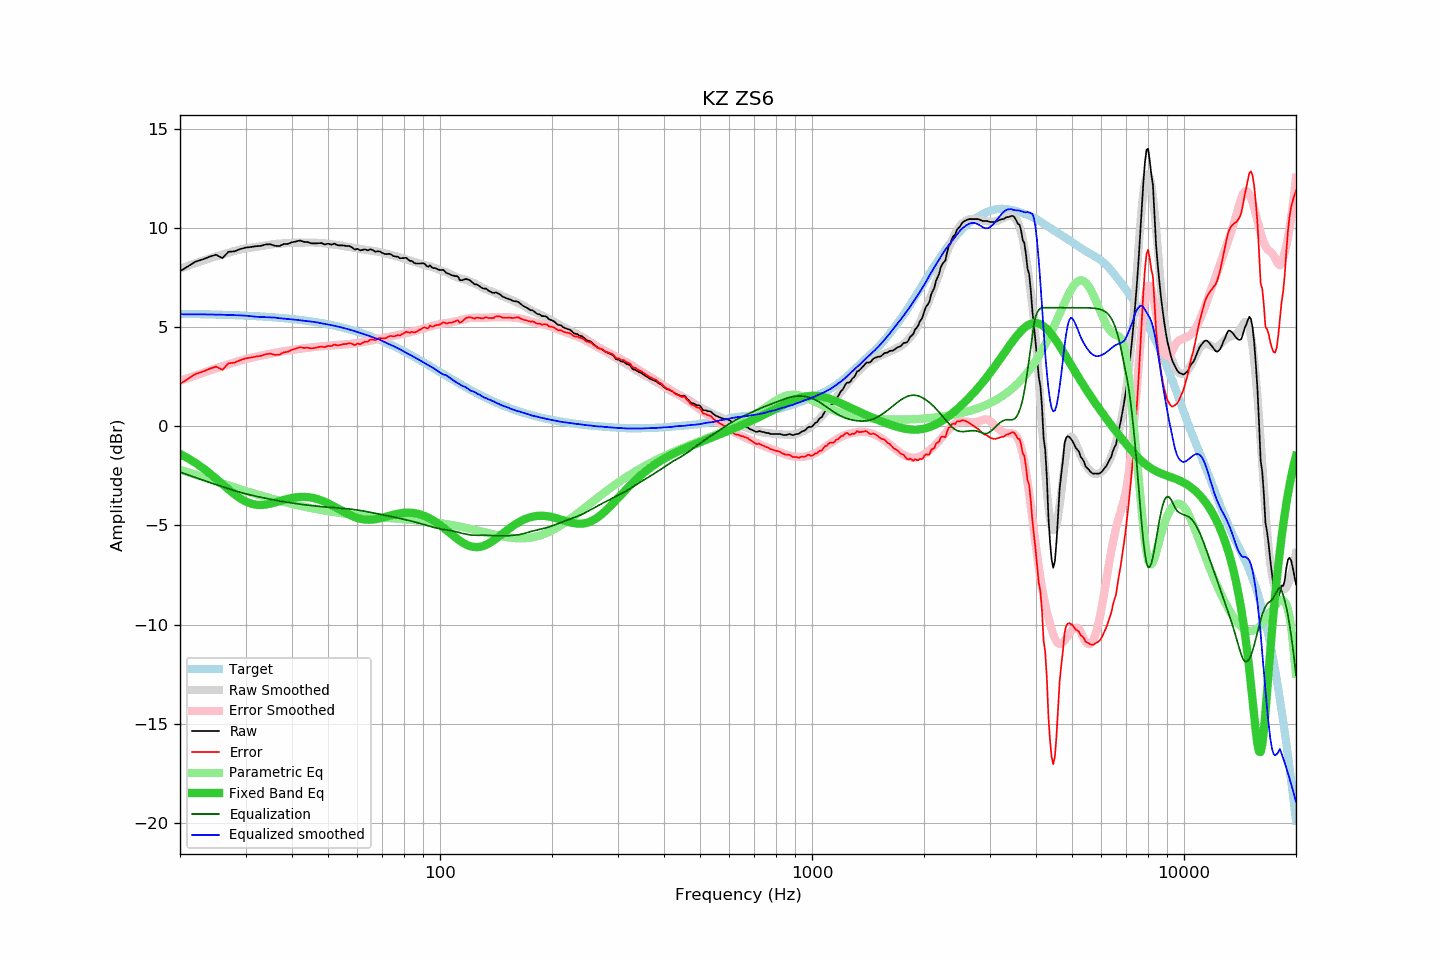 KZ ZS6
Amplitude (dBr)
15
10
5
0
−5
−10
−15
−20
Target
Raw Smoothed
Error Smoothed
Raw
Error
Parametric Eq
Fixed Band Eq
Equalization
Equalized smoothed
100
1000
10000
Frequency (Hz)